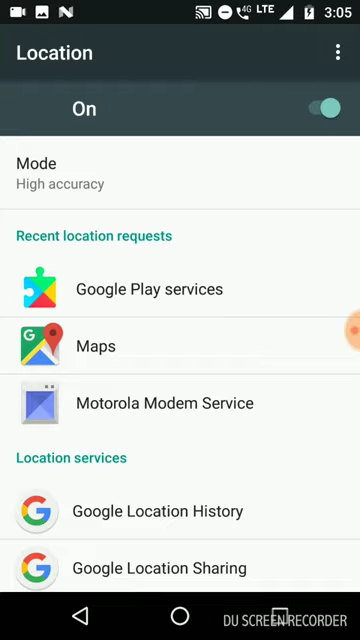 4G LTE 3:05
Location
On
Mode
High accuracy
Recent location requests
Google Play services
G
Maps
Motorola Modem Service
Location services
G
Google Location History
G
Google Location Sharing
DU SCREEN RECORDER